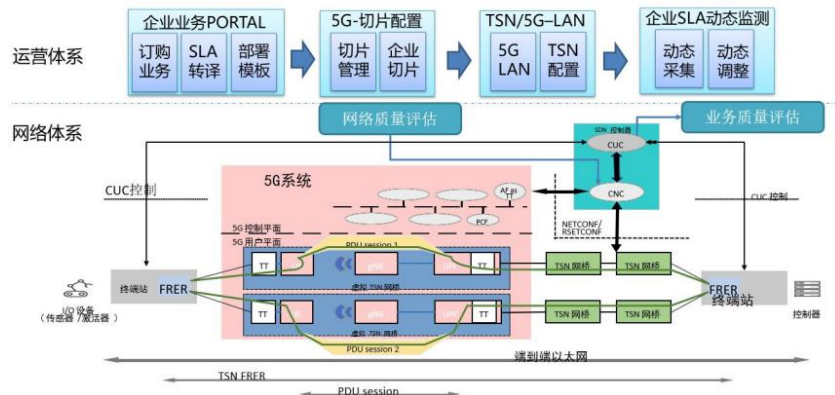 企业业务PORTAL
5G-切片配置
TSN/5G–LAN
企业SLA动态监测
运营体系
订购
业务
SLA
转译
部署
模板
切片
管理
企业
切片
5G
LAN
TSN
配置
动态
采集
动态
调整
网络体系
网络质量评估
业务质量评估
SDN 控制器
CUC
CNC
CUC控制
CUC 控制
5G系统
AF as
TT
PCF
5G 控制平面
5G 用户平面
NETCONF/
RSETCONF
PDU session 1
TT
gNB
UPF
TT
虚拟 TSN 网桥
TSN 网桥
TSN 网桥
终端站
FRER
FRER
终端站
I/O 设备
（传感器 /激活器 ）
控制器
TT
gNB
UPF
TT
虚拟 TSN 网桥
TSN 网桥
TSN 网桥
PDU session 2
端到端以太网
TSN FRER
PDU session